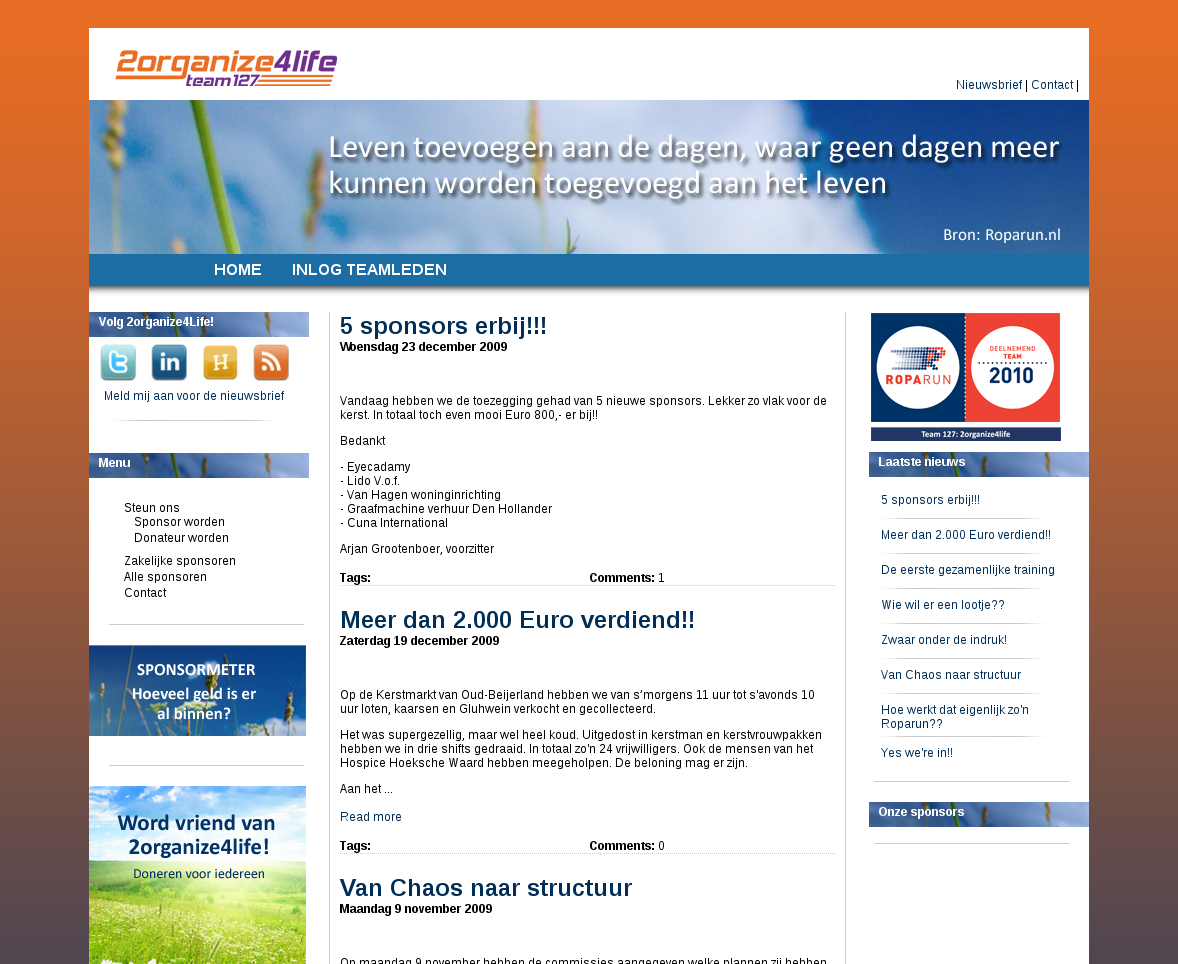 2organize4life
team127
Nieuwsbrief | Contact |
Leven toevoegen aan de dagen, waar geen dagen meer
kunnen worden toegevoegd aan het leven
Bron: Roparun.nl
HOME INLOG TEAMLEDEN
Volg 2organize4Life!
in
H
Meld mij aan voor de nieuwsbrief
Menu
Steun ons
Sponsor worden
Donateur worden
Zakelijke sponsoren
Alle sponsoren
Contact
SPONSORMETER
Hoeveel geld is er
al binnen?
Word vriend van
2organize4life!
Doneren voor iedereen
5 sponsors erbij!!!
Woensdag 23 december 2009
Vandaag hebben we de toezegging gehad van 5 nieuwe sponsors. Lekker zo vlak voor de
kerst. In totaal toch even mooi Euro 800,- er bij!!
Bedankt
- Eyecadamy
- Lido V.o.f.
- Van Hagen woninginrichting
- Graafmachine verhuur Den Hollander
- Cuna International
Arjan Grootenboer, voorzitter
Tags: Comments: 1
Meer dan 2.000 Euro verdiend!!
Zaterdag 19 december 2009
Op de Kerstmarkt van Oud-Beijerland hebben we van s’morgens 11 uur tot s'avonds 10
uur loten, kaarsen en Gluhwein verkocht en gecollecteerd.
Het was supergezellig, maar wel heel koud. Uitgedost in kerstman en kerstvrouwpakken
hebben we in drie shifts gedraaid. In totaal zo'n 24 vrijwilligers. Ook de mensen van het
Hospice Hoeksche Waard hebben meegeholpen. De beloning mag er zijn.
Aan het ...
Read more
Tags: Comments: 0
Van Chaos naar structuur
Maandag 9 november 2009
Op maandag 9 november hebben de commissies aangegeven welke plannen zij hebben
ROPARUN
DEELNEMEND
TEAM
2010
Team 127: 2organize4life
Laatste nieuws
5 sponsors erbij!!!
Meer dan 2.000 Euro verdiend!!
De eerste gezamenlijke training
Wie wil er een lootje??
Zwaar onder de indruk!
Van Chaos naar structuur
Hoe werkt dat eigenlijk zo'n
Roparun??
Yes we're in!!
Onze sponsors